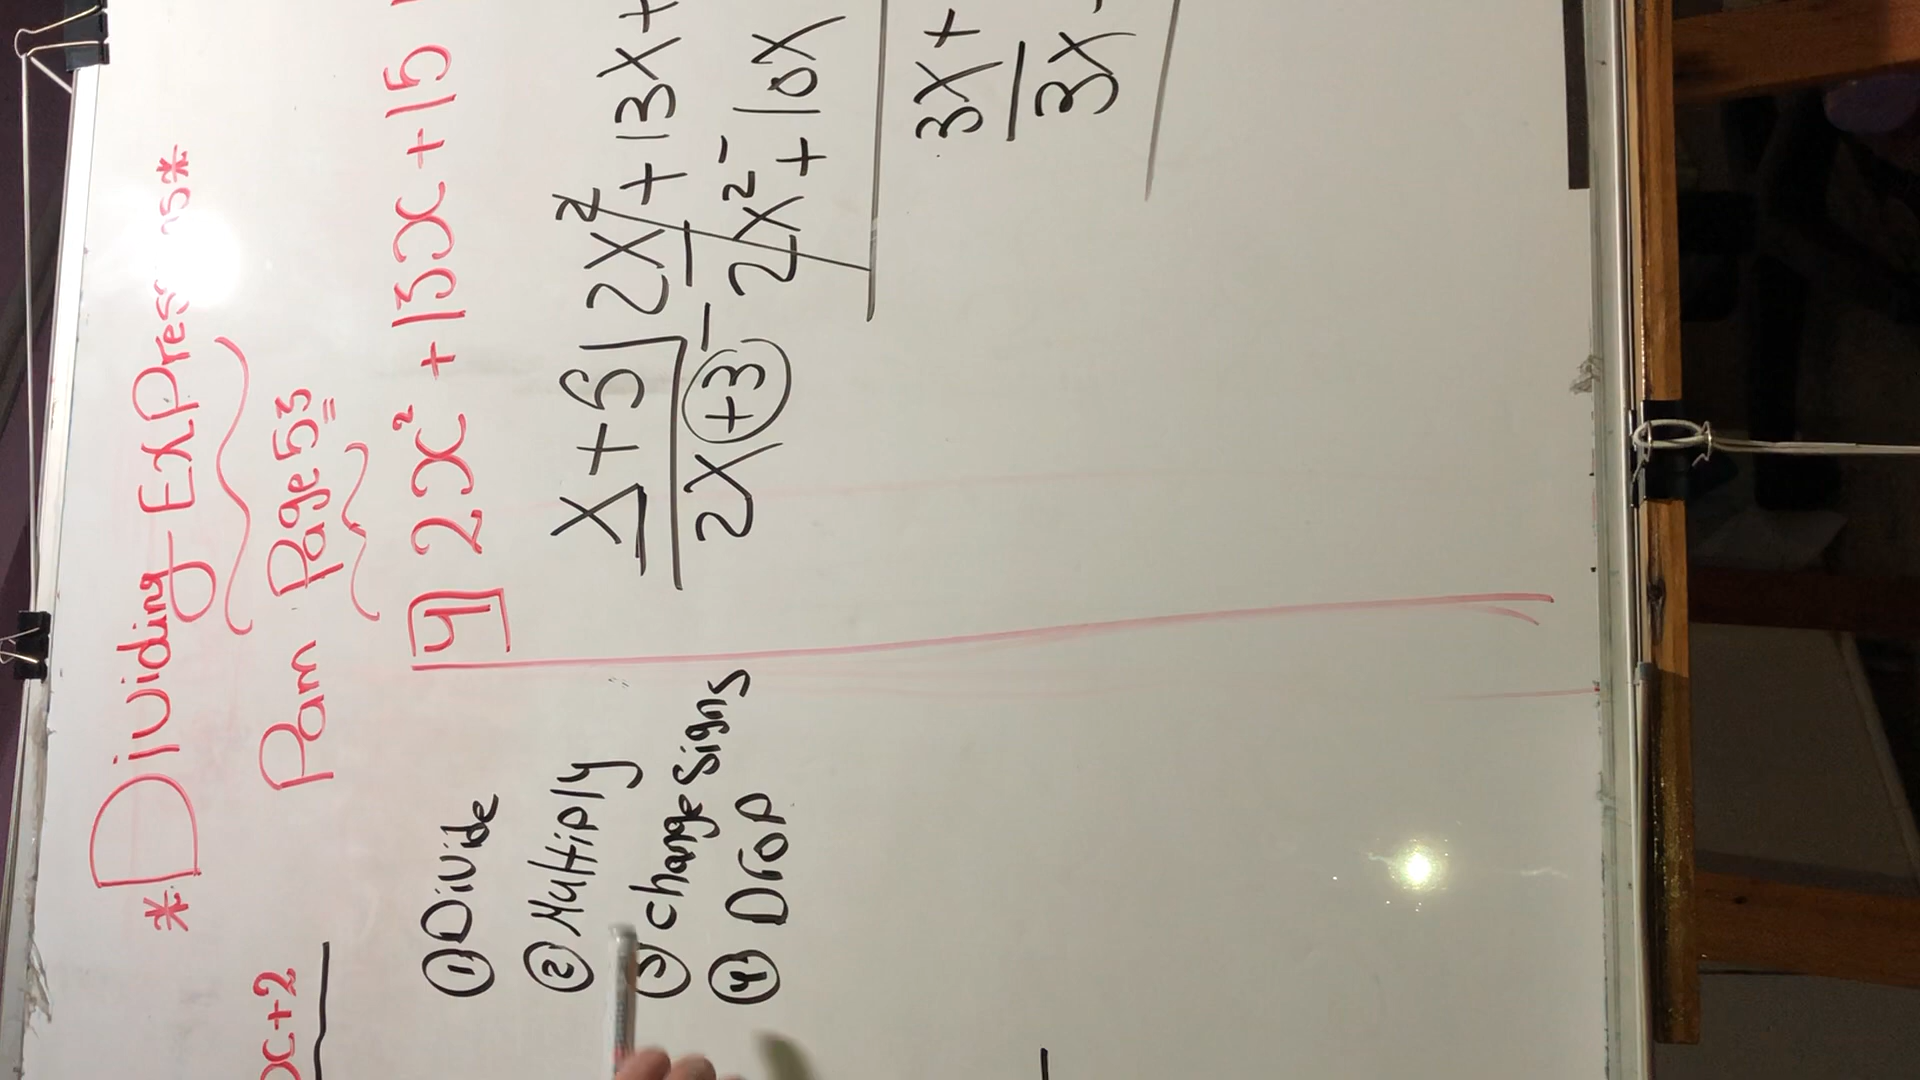 *Dividing Expres ns*
Pam Page 53
x+2
① Divide
② Multiply
③ change signs
④ Drop
4] 2x² + 13x + 15
x + 5 | 2x² + 13x +
2x +3 - 2x² + 10x
3x +
3x